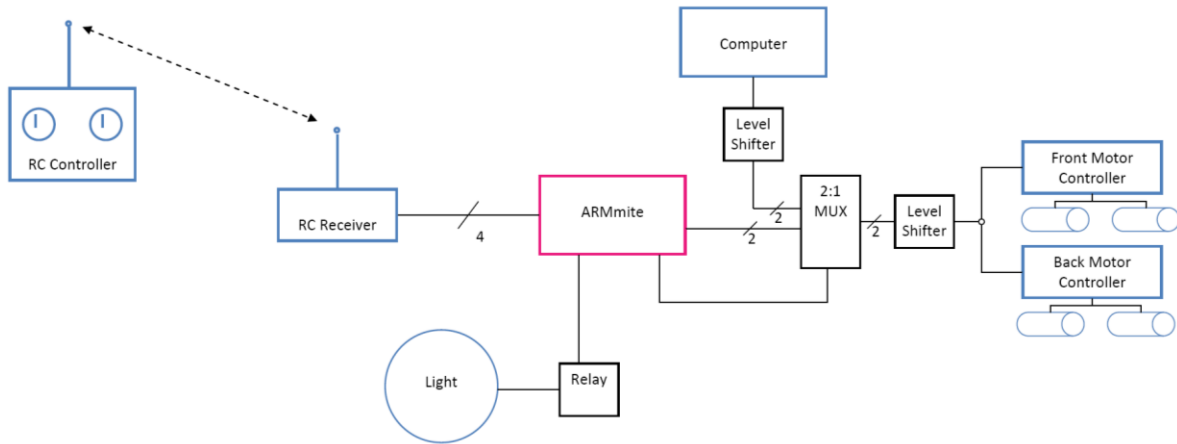 Computer
RC Controller
Level
Shifter
Front Motor
Controller
RC Receiver
4
ARMmite
2
2
2:1
MUX
2
Level
Shifter
Back Motor
Controller
Light
Relay